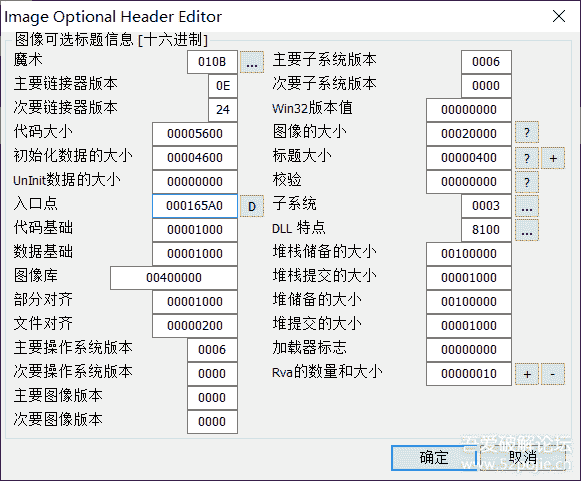 Image Optional Header Editor
图像可选标题信息 [十六进制]
魔术 010B ... 主要子系统版本 0006
主要链接器版本 0E 次要子系统版本 0000
次要链接器版本 24 Win32版本值 00000000
代码大小 00005600 图像的大小 00020000 ?
初始化数据的大小 00004600 标题大小 00000400 ? +
UnInit数据的大小 00000000 校验 00000000 ?
入口点 000165A0 D 子系统 0003 ...
代码基础 00001000 DLL 特点 8100 ...
数据基础 00001000 堆栈储备的大小 00100000
图像库 00400000 堆栈提交的大小 00001000
部分对齐 00001000 堆储备的大小 00100000
文件对齐 00000200 堆提交的大小 00001000
主要操作系统版本 0006 加载器标志 00000000
次要操作系统版本 0000 Rva的数量和大小 00000010 + -
主要图像版本 0000
次要图像版本 0000
确定 取消
吾爱破解论坛
www.52pojie.cn